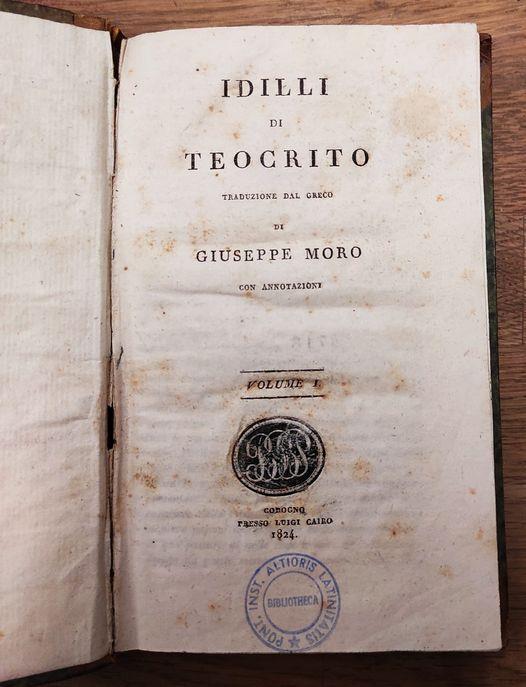 IDILLI
DI
TEOCRITO
TRADUZIONE DAL GRECO
DI
GIUSEPPE MORO
CON ANNOTAZIONI
VOLUME I.
CODOGNO
PRESSO LUIGI CAIRO
1824.
PONT. INST. ALTIORIS LATINITATIS
BIBLIOTHECA